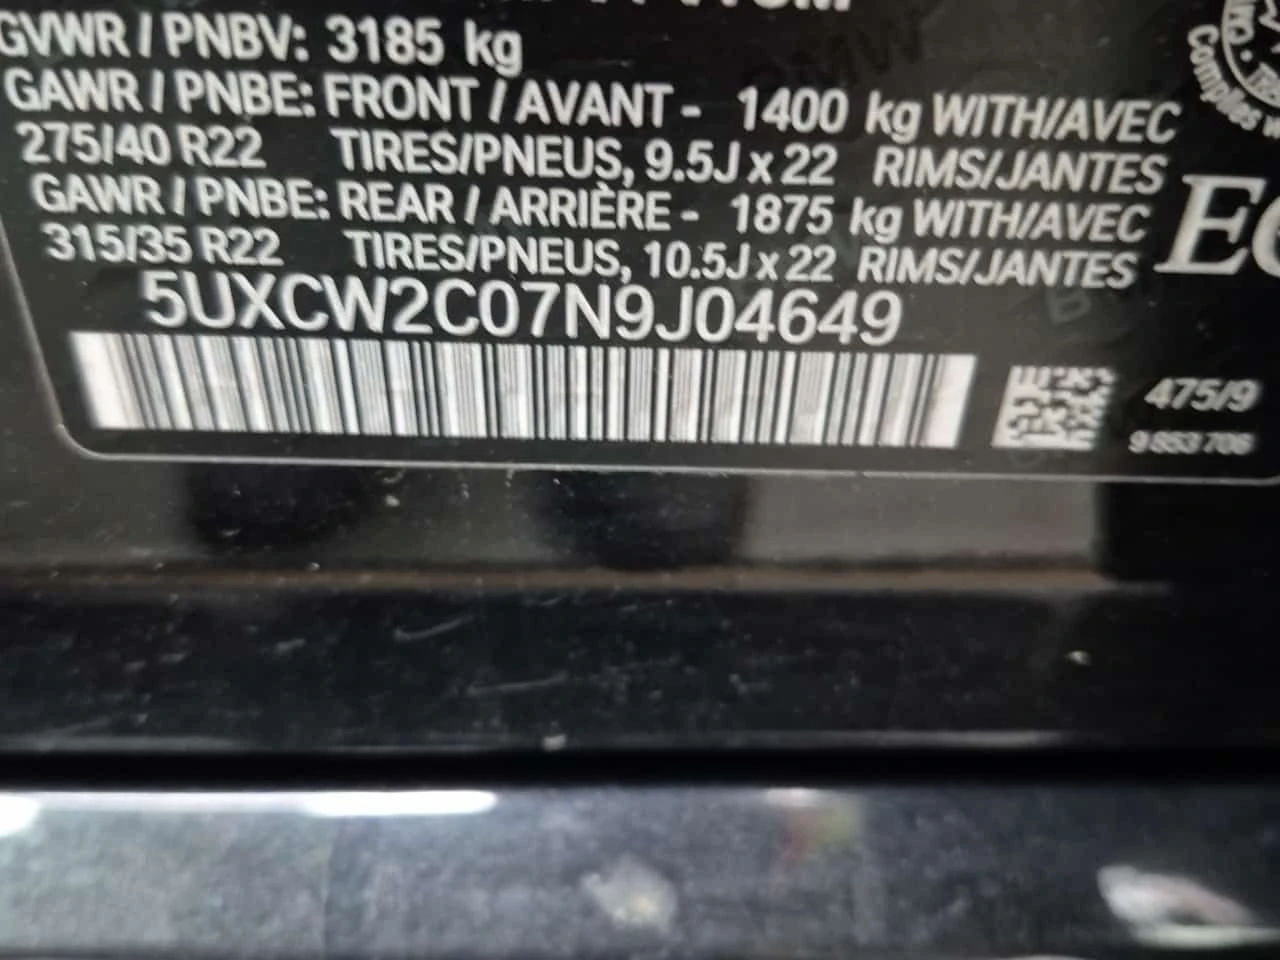 GVWR / PNBV: 3185 kg
GAWR / PNBE: FRONT / AVANT - 1400 kg WITH/AVEC
275/40 R22 TIRES/PNEUS, 9.5J x 22 RIMS/JANTES
GAWR / PNBE: REAR / ARRIÈRE - 1875 kg WITH/AVEC
315/35 R22 TIRES/PNEUS, 10.5J x 22 RIMS/JANTES
5UXCW2C07N9J04649
475/9
9 853 706